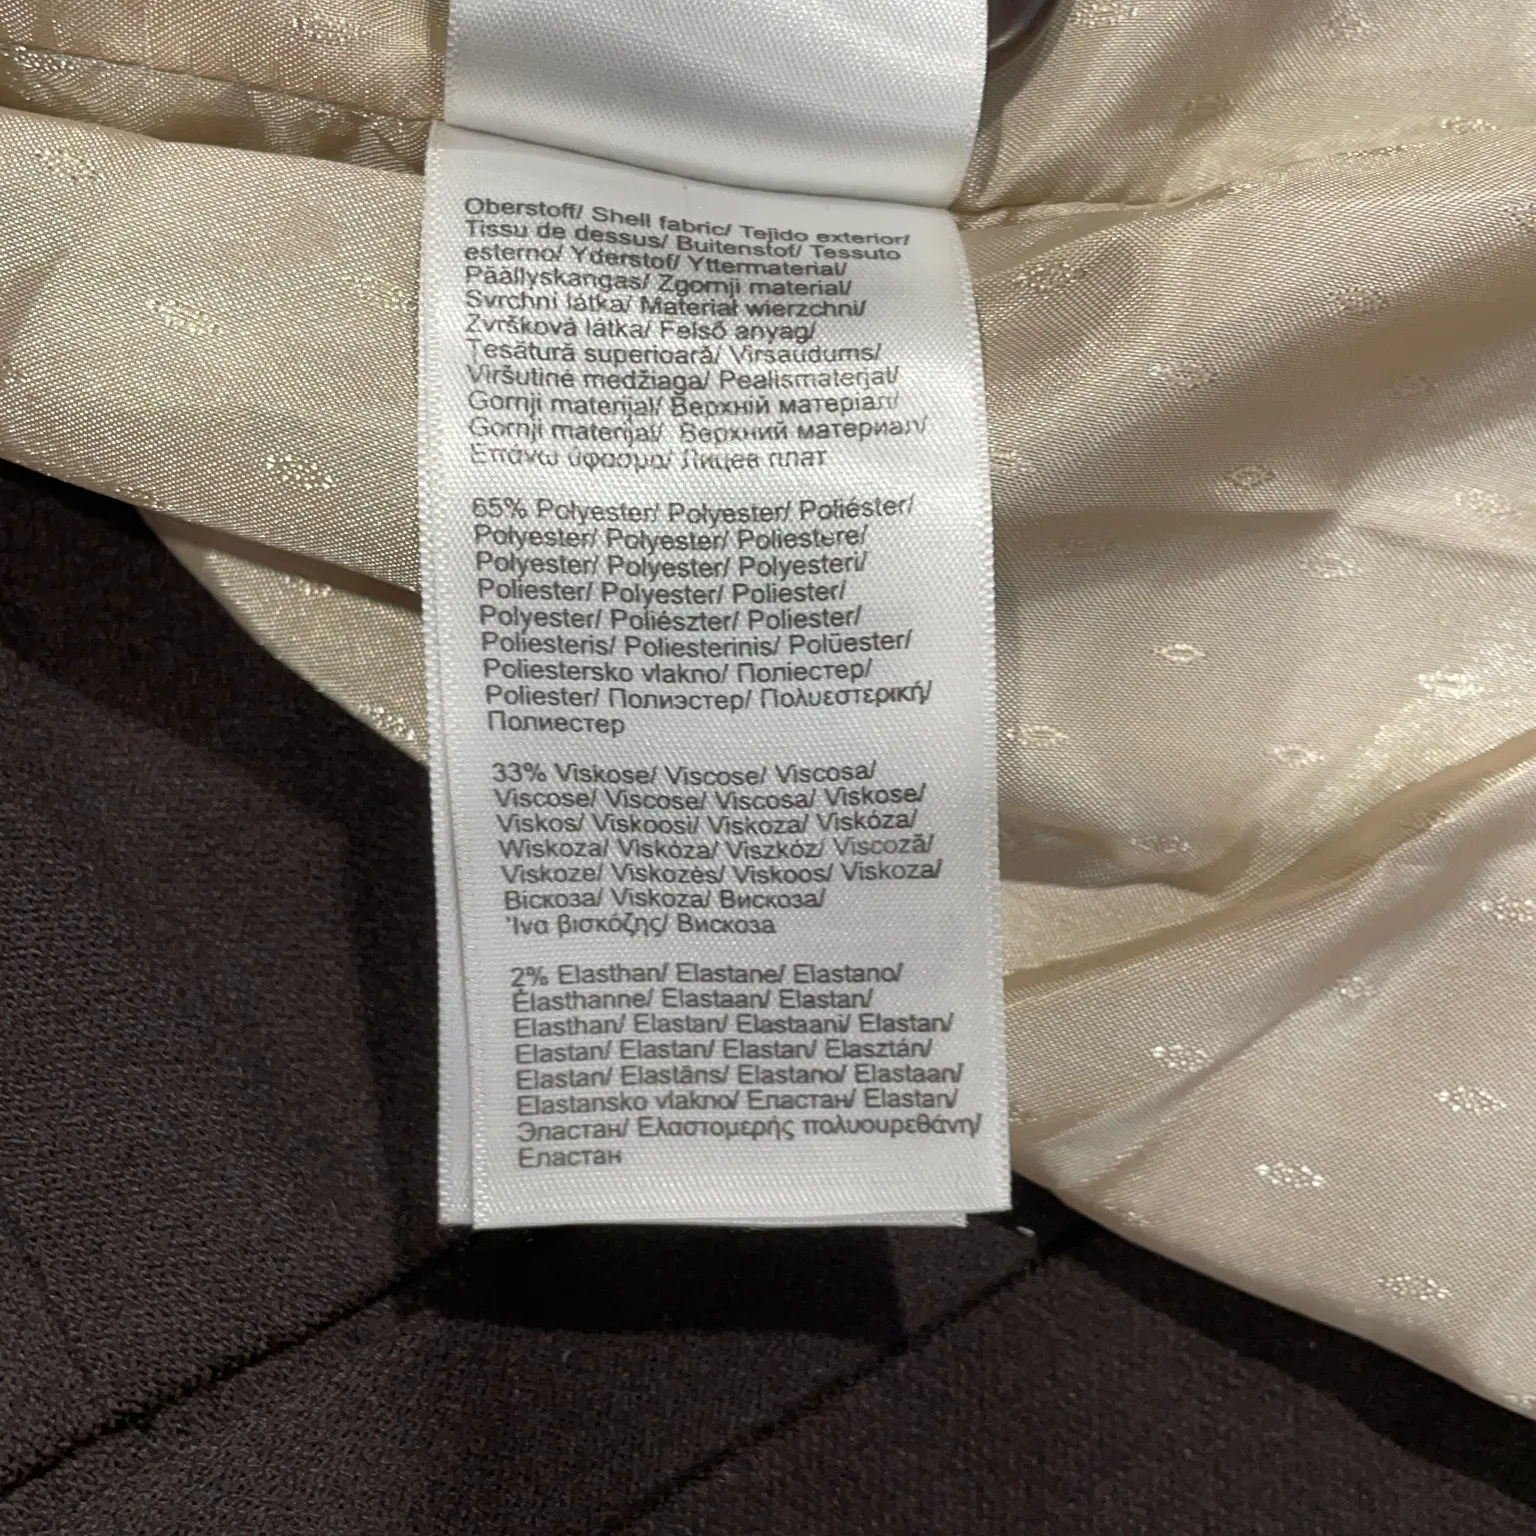 Oberstoff/ Shell fabric/ Tejido exterior/
Tissu de dessus/ Buitenstof/ Tessuto
esterno/ Yderstof/ Yttermaterial/
Päällyskangas/ Zgornji material/
Svrchní látka/ Materiał wierzchni/
Zvršková látka/ Felső anyag/
Țesătură superioară/ Virsaudums/
Viršutinė medžiaga/ Pealismaterjal/
Gornji materijal/ Верхній матеріал/
Gornji materijal/ Верхний материал/
Επάνω ύφασμα/ Лицев плат
65% Polyester/ Polyester/ Poliéster/
Polyester/ Polyester/ Poliestere/
Polyester/ Polyester/ Polyesteri/
Poliester/ Polyester/ Poliester/
Polyester/ Poliészter/ Poliester/
Poliesteris/ Poliesterinis/ Polüester/
Poliestersko vlakno/ Поліестер/
Poliester/ Полиэстер/ Πολυεστερική/
Полиестер
33% Viskose/ Viscose/ Viscosa/
Viscose/ Viscose/ Viscosa/ Viskose/
Viskos/ Viskoosi/ Viskoza/ Viskóza/
Wiskoza/ Viskóza/ Viszkóz/ Viscoză/
Viskoze/ Viskozės/ Viskoos/ Viskoza/
Віскоза/ Viskoza/ Вискоза/
Ίνα βισκόζης/ Вискоза
2% Elasthan/ Elastane/ Elastano/
Élasthanne/ Elastaan/ Elastan/
Elasthan/ Elastan/ Elastaani/ Elastan/
Elastan/ Elastan/ Elastan/ Elasztán/
Elastan/ Elastāns/ Elastano/ Elastaan/
Elastansko vlakno/ Еластан/ Elastan/
Эластан/ Ελαστομερής πολυουρεθάνη/
Еластан